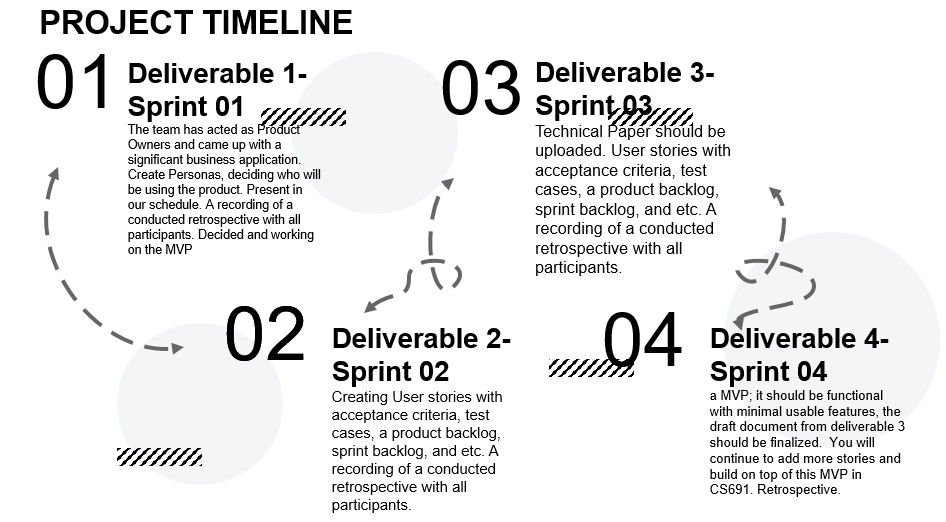 PROJECT TIMELINE
01
Deliverable 1-
Sprint 01
The team has acted as Product
Owners and came up with a
significant business application.
Create Personas, deciding who will
be using the product. Present in
our schedule. A recording of a
conducted retrospective with all
participants. Decided and working
on the MVP
02
Deliverable 2-
Sprint 02
Creating User stories with
acceptance criteria, test
cases, a product backlog,
sprint backlog, and etc. A
recording of a conducted
retrospective with all
participants.
03
Deliverable 3-
Sprint 03
Technical Paper should be
uploaded. User stories with
acceptance criteria, test
cases, a product backlog,
sprint backlog, and etc. A
recording of a conducted
retrospective with all
participants.
04
Deliverable 4-
Sprint 04
a MVP; it should be functional
with minimal usable features, the
draft document from deliverable 3
should be finalized.  You will
continue to add more stories and
build on top of this MVP in
CS691. Retrospective.